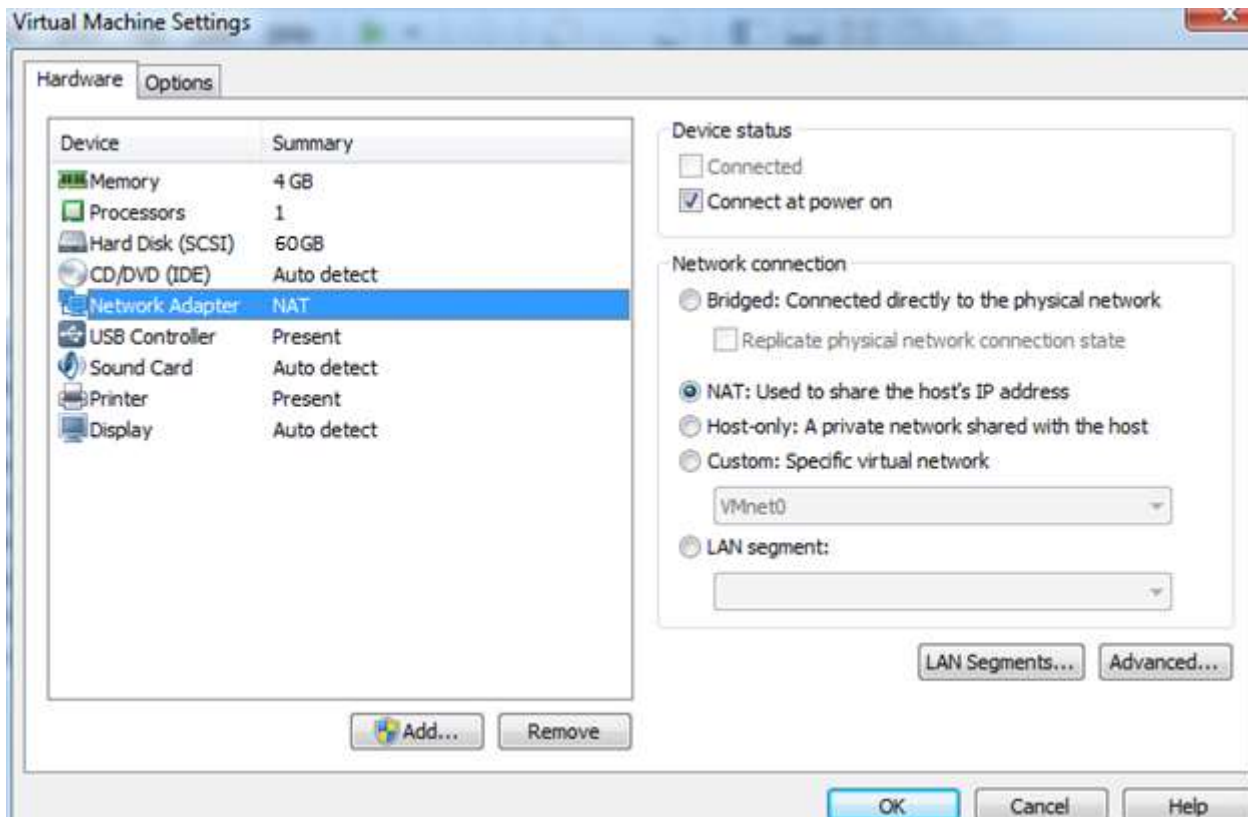 Virtual Machine Settings
Hardware Options
Device Summary
Memory 4 GB
Processors 1
Hard Disk (SCSI) 60GB
CD/DVD (IDE) Auto detect
Network Adapter NAT
USB Controller Present
Sound Card Auto detect
Printer Present
Display Auto detect
Add... Remove
Device status
Connected
Connect at power on
Network connection
Bridged: Connected directly to the physical network
Replicate physical network connection state
NAT: Used to share the host's IP address
Host-only: A private network shared with the host
Custom: Specific virtual network
VMnet0
LAN segment:
LAN Segments... Advanced...
OK Cancel Help